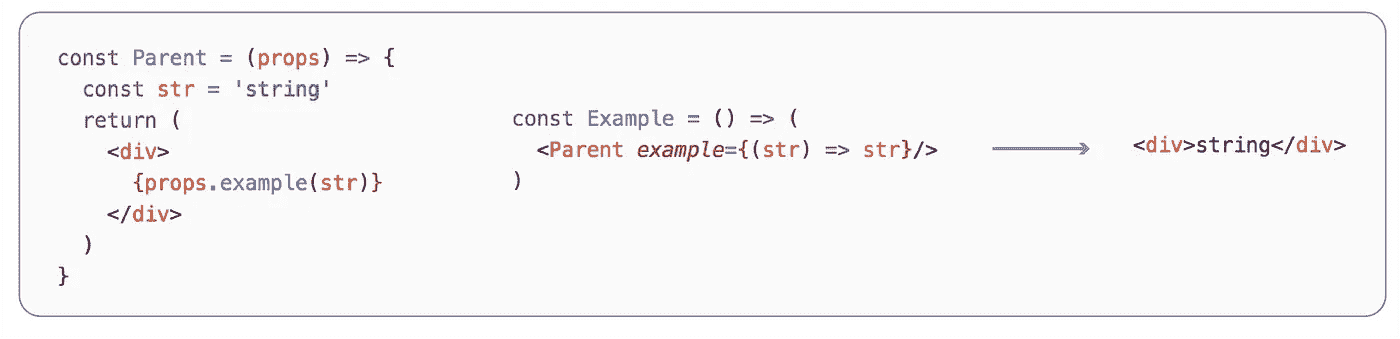 const Parent = (props) => {
  const str = 'string'
  return (
    <div>
      {props.example(str)}
    </div>
  )
}
const Example = () => (
  <Parent example={(str) => str}/>
)
<div>string</div>